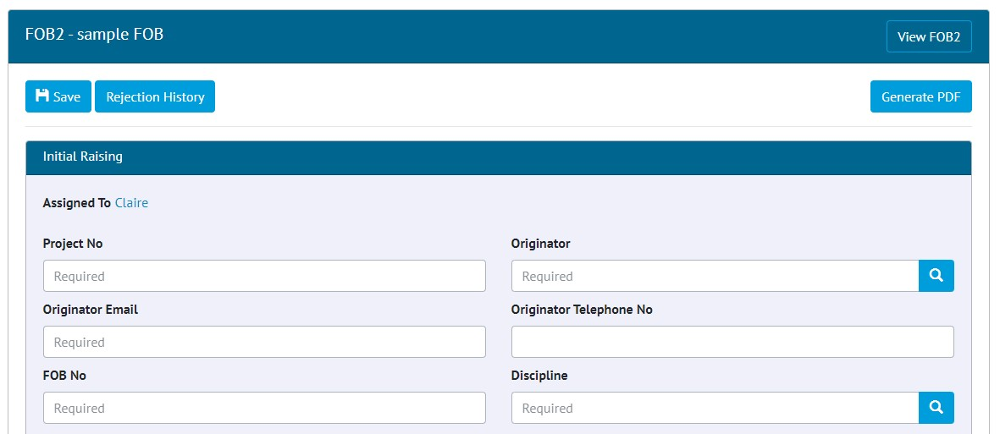 FOB2 - sample FOB
View FOB2
Save
Rejection History
Generate PDF
Initial Raising
Assigned To Claire
Project No
Originator
Required
Required
Originator Email
Originator Telephone No
Required
FOB No
Discipline
Required
Required